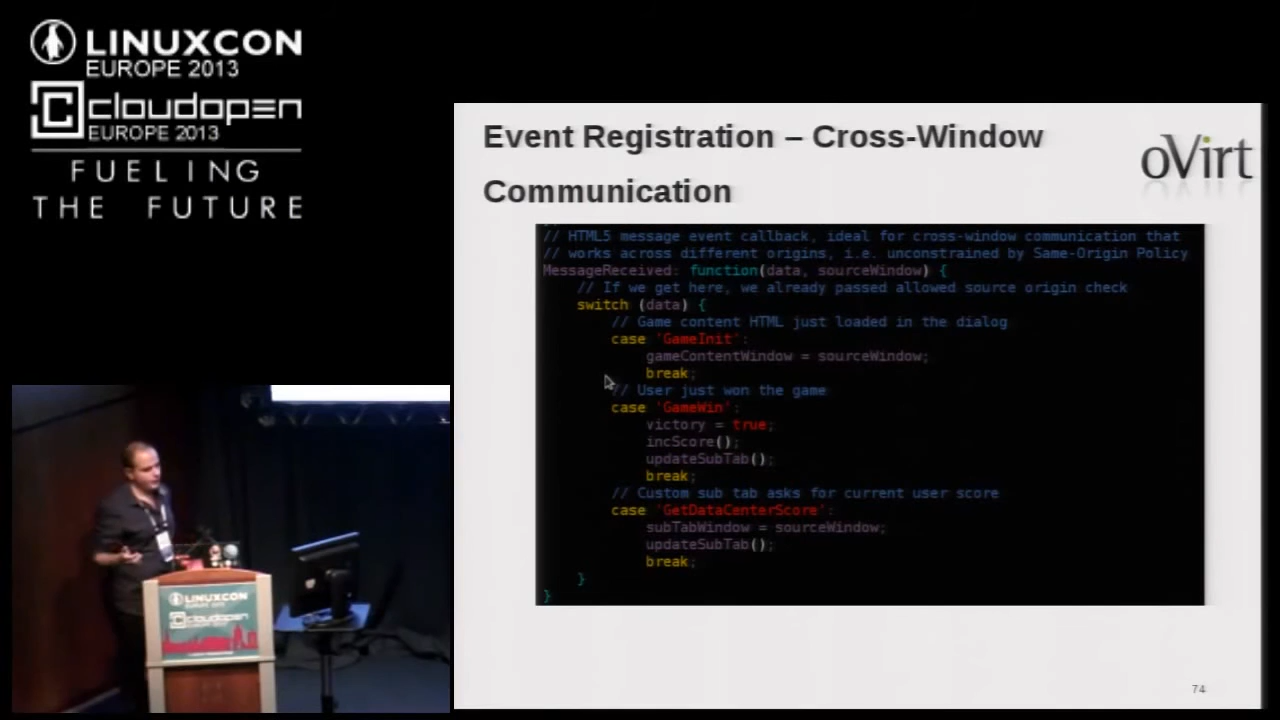 LINUXCON
EUROPE 2013
cloudopen
EUROPE 2013
FUELING
THE FUTURE
Event Registration – Cross-Window
Communication
oVirt
// HTML5 message event callback, ideal for cross-window communication that
// works across different origins, i.e. unconstrained by Same-Origin Policy
MessageReceived: function(data, sourceWindow) {
// If we get here, we already passed allowed source origin check
switch (data) {
// Game content HTML just loaded in the dialog
case 'GameInit':
gameContentWindow = sourceWindow;
break;
// User just won the game
case 'GameWin':
victory = true;
incScore();
updateSubTab();
break;
// Custom sub tab asks for current user score
case 'GetDataCenterScore':
subTabWindow = sourceWindow;
updateSubTab();
break;
}
}
74
LINUXCON
EUROPE 2013
cloudopen